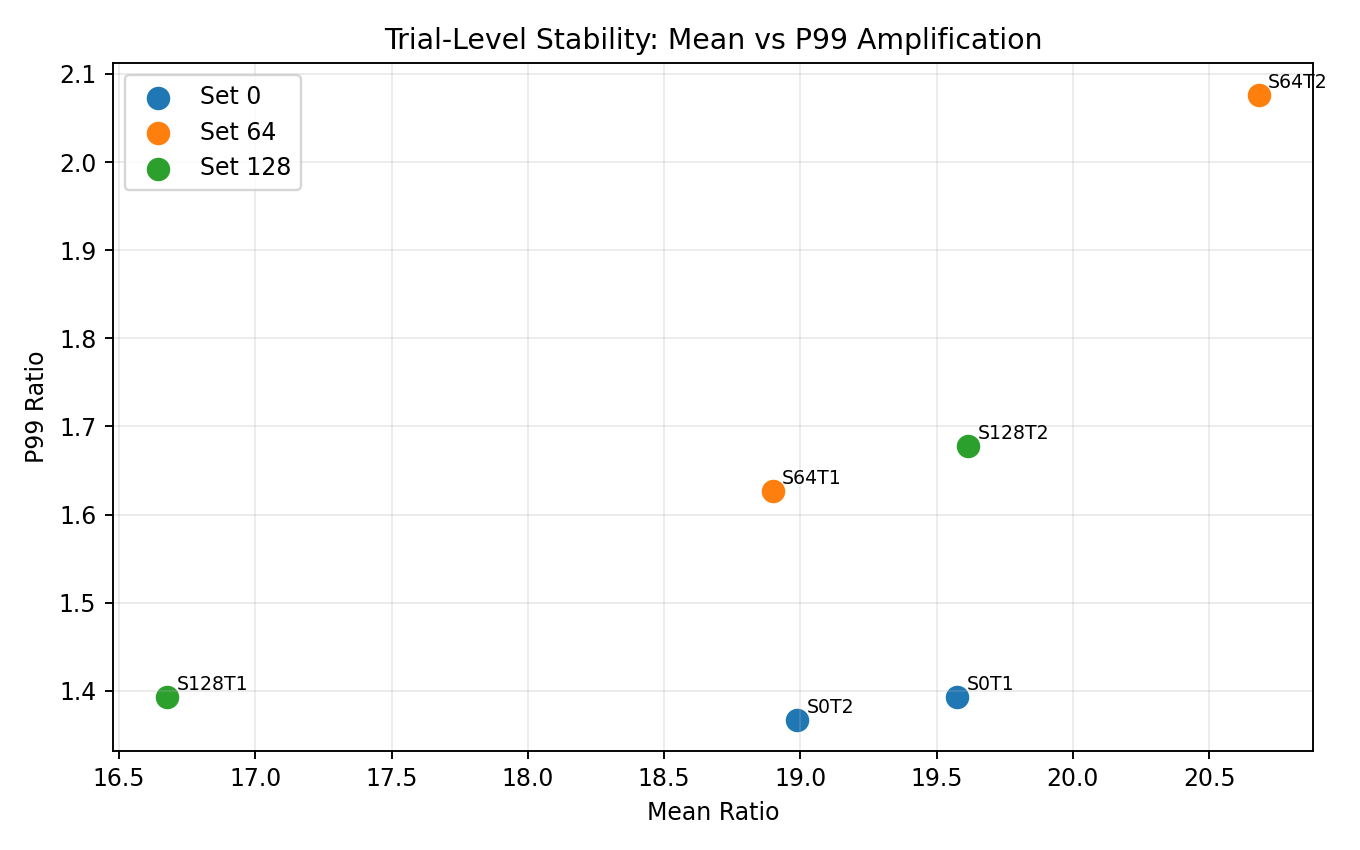 Trial-Level Stability: Mean vs P99 Amplification
2.1
2.0
1.9
1.8
1.7
1.6
1.5
1.4
P99 Ratio
Set 0
Set 64
Set 128
S64T2
S128T2
S64T1
S128T1
S0T1
S0T2
16.5 17.0 17.5 18.0 18.5 19.0 19.5 20.0 20.5
Mean Ratio